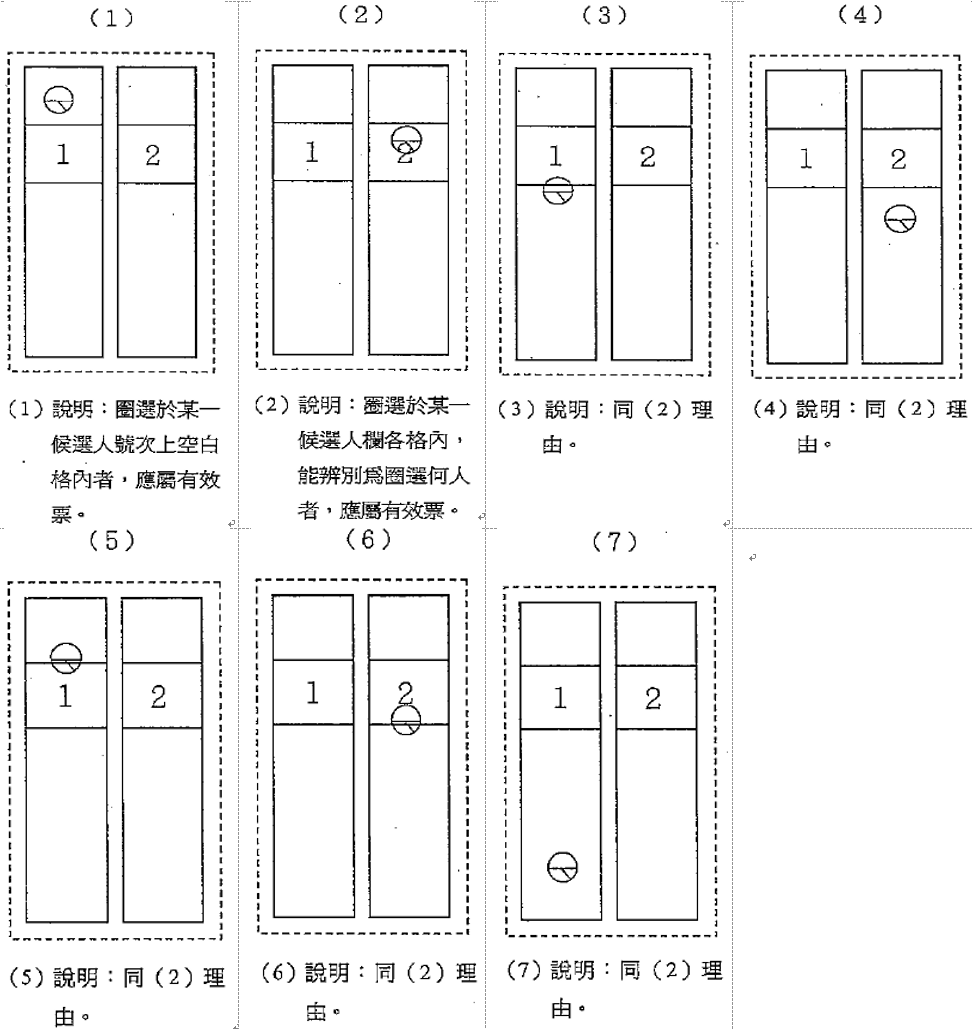 (1)
1 2
(1) 說明：圈選於某一
候選人號次上空白
格內者，應屬有效
票。
(2)
1 2
(2) 說明：圈選於某一
候選人欄各格內，
能辨別為圈選何人
者，應屬有效票。
(3)
1 2
(3) 說明：同（2）理
由。
(4)
1 2
(4) 說明：同（2）理
由。
(5)
1 2
(5) 說明：同（2）理
由。
(6)
1 2
(6) 說明：同（2）理
由。
(7)
1 2
(7) 說明：同（2）理
由。